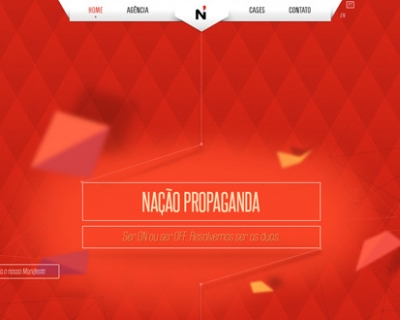 HOME AGÊNCIA N CASES CONTATO
EN
NAÇÃO PROPAGANDA
Ser ON ou ser OFF. Resolvemos ser os dois.
o nosso Manifesto